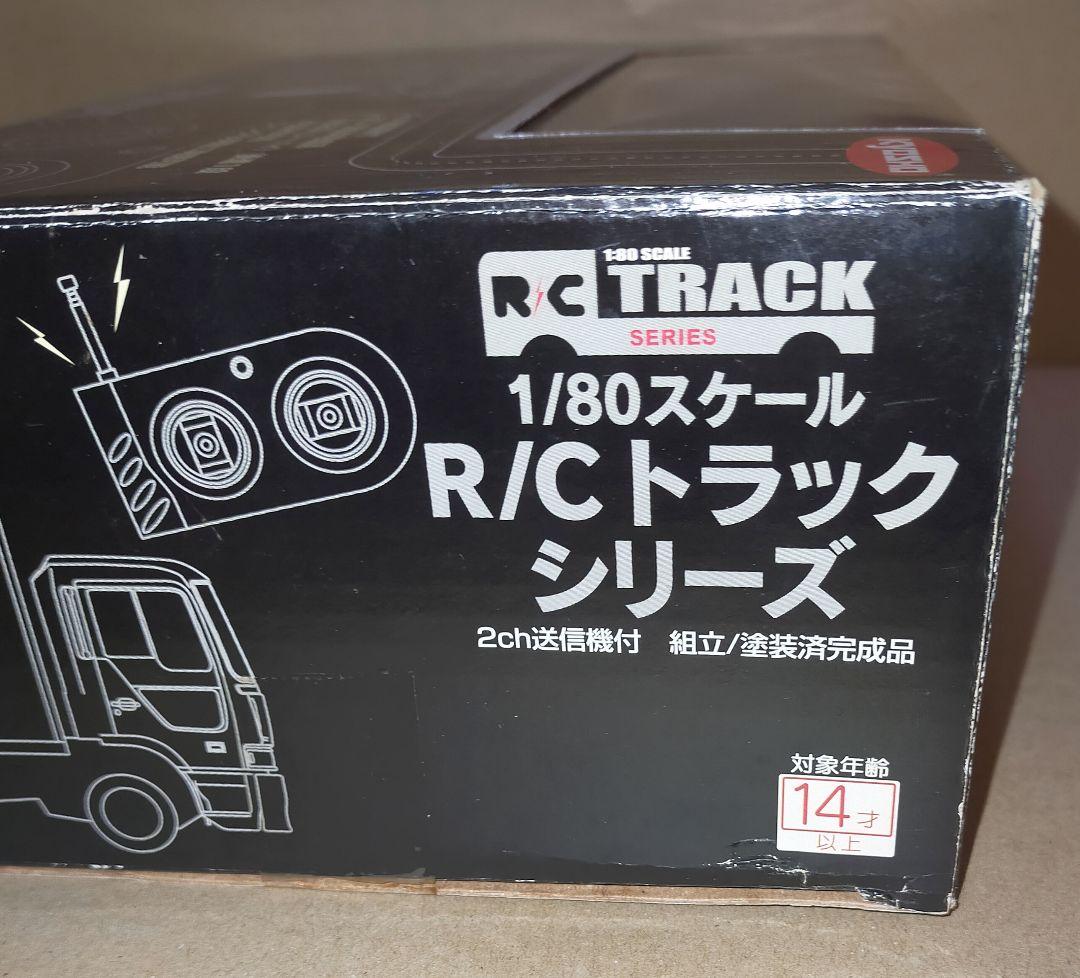 1:80 SCALE
R/C TRACK
SERIES
1/80スケール
R/Cトラック
シリーズ
2ch送信機付 組立/塗装済完成品
対象年齢
14才
以上